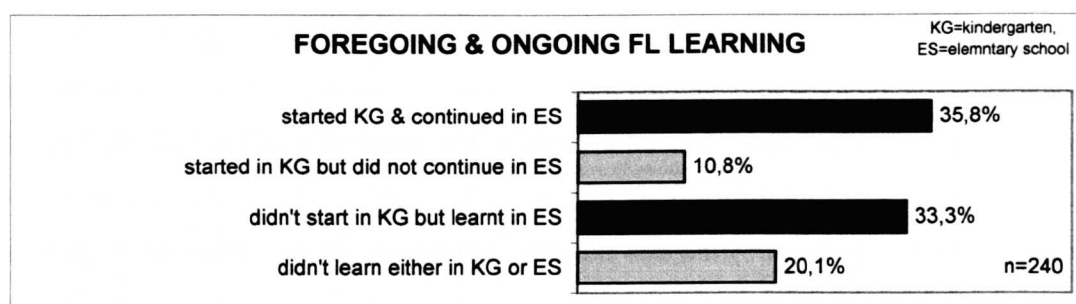 FOREGOING & ONGOING FL LEARNING
KG=kindergarten,
ES=elemntary school
started KG & continued in ES 35,8%
started in KG but did not continue in ES 10,8%
didn't start in KG but learnt in ES 33,3%
didn't learn either in KG or ES 20,1% n=240